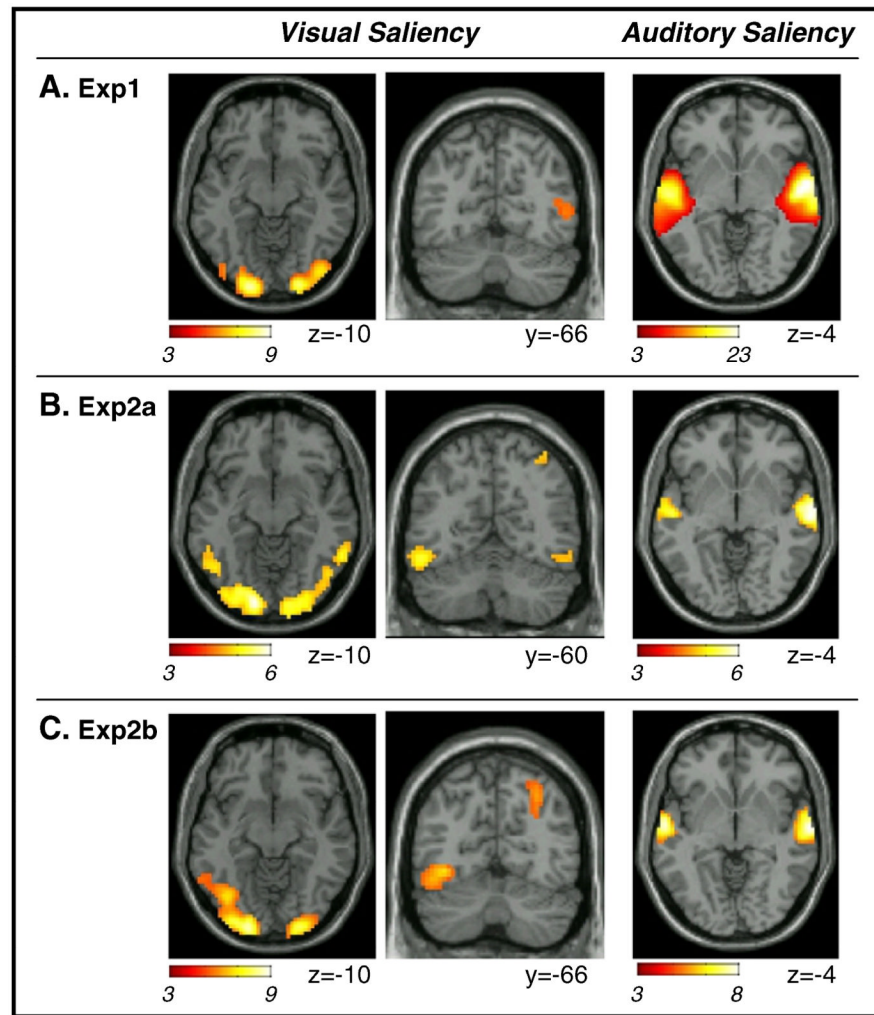 Visual Saliency Auditory Saliency
A. Exp1
z=-10 y=-66 z=-4
3 9 3 23
B. Exp2a
z=-10 y=-60 z=-4
3 6 3 6
C. Exp2b
z=-10 y=-66 z=-4
3 9 3 8